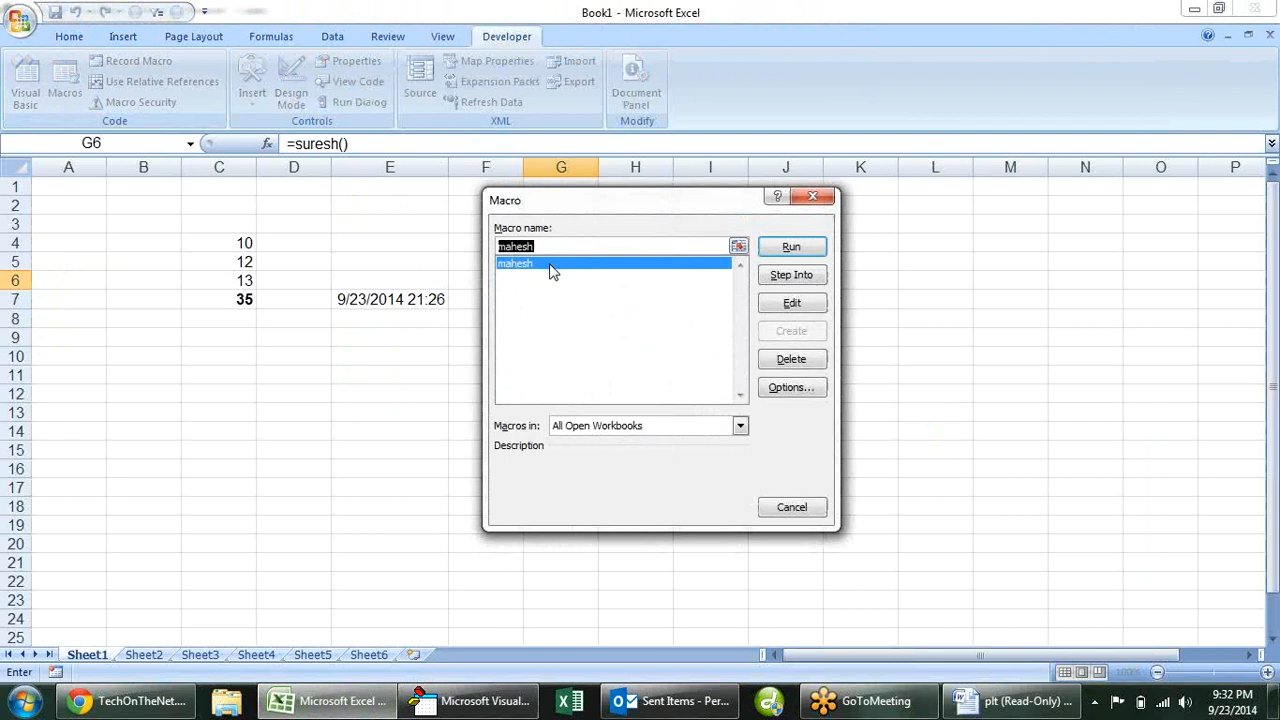 Book1 - Microsoft Excel
Home Insert Page Layout Formulas Data Review View Developer
Visual Basic
Macros
Record Macro
Use Relative References
Macro Security
Code
Insert
Design Mode
Properties
View Code
Run Dialog
Controls
Source
Map Properties
Expansion Packs
Refresh Data
Import
Export
XML
Document Panel
Modify
G6 fx =suresh()
A B C D E F G H I J K L M N O P
1
2
3
4 10
5 12
6 13
7 35 9/23/2014 21:26
8
9
10
11
12
13
14
15
16
17
18
19
20
21
22
23
24
25
Macro
Macro name:
mahesh
mahesh
Run
Step Into
Edit
Create
Delete
Options...
Macros in: All Open Workbooks
Description
Cancel
Sheet1 Sheet2 Sheet3 Sheet4 Sheet5 Sheet6
Enter 100%
TechOnTheNet... Microsoft Excel ... Microsoft Visual... Sent Items - Per... GoToMeeting plt (Read-Only) ...
9:32 PM
9/23/2014